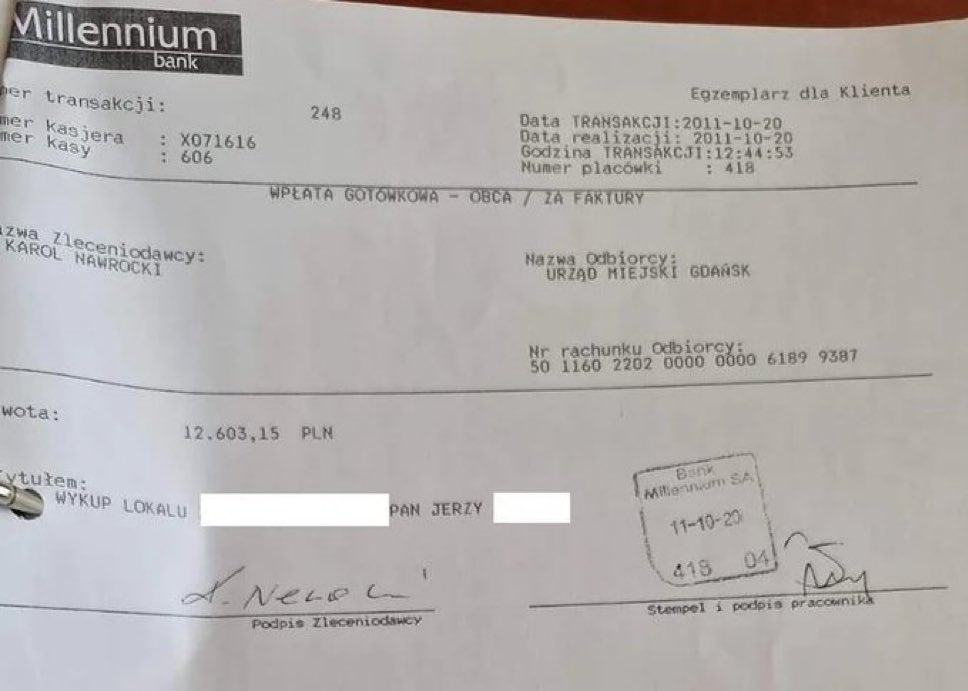 Millennium
bank
Egzemplarz dla Klienta
mer transakcji: 248
mer kasjera : X071616
mer kasy : 606
Data TRANSAKCJI:2011-10-20
Data realizacji: 2011-10-20
Godzina TRANSAKCJI:12:44:53
Numer placówki : 418
WPŁATA GOTÓWKOWA - OBCA / ZA FAKTURY
azwa Zleceniodawcy:
KAROL NAWROCKI
Nazwa Odbiorcy:
URZĄD MIEJSKI GDAŃSK
Nr rachunku Odbiorcy:
50 1160 2202 0000 0000 6189 9387
wota:
12.603,15 PLN
ytułem:
WYKUP LOKALU PAN JERZY
Bank
Millennium SA
11-10-20
418 04
Podpis Zleceniodawcy
Stempel i podpis pracownika